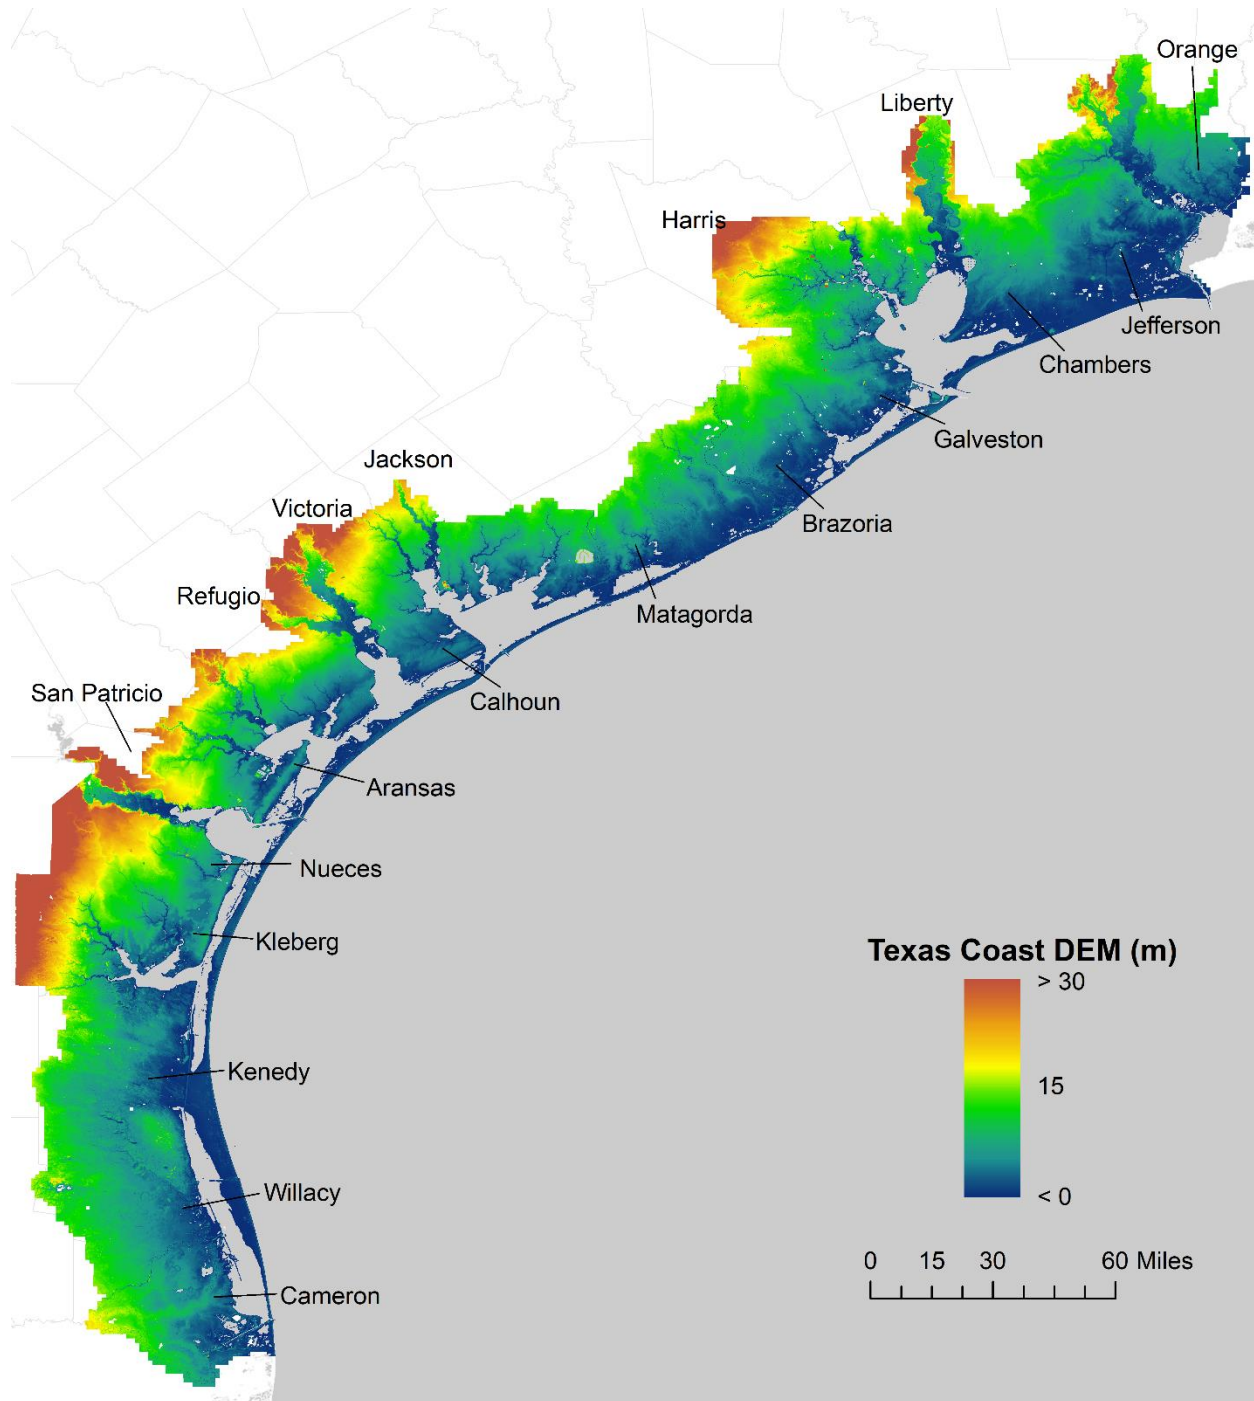 Orange
Liberty
Harris
Jefferson
Chambers
Galveston
Jackson
Victoria
Brazoria
Refugio
Matagorda
San Patricio
Calhoun
Aransas
Nueces
Kleberg
Kenedy
Willacy
Cameron
Texas Coast DEM (m)
> 30
15
< 0
0 15 30 60 Miles